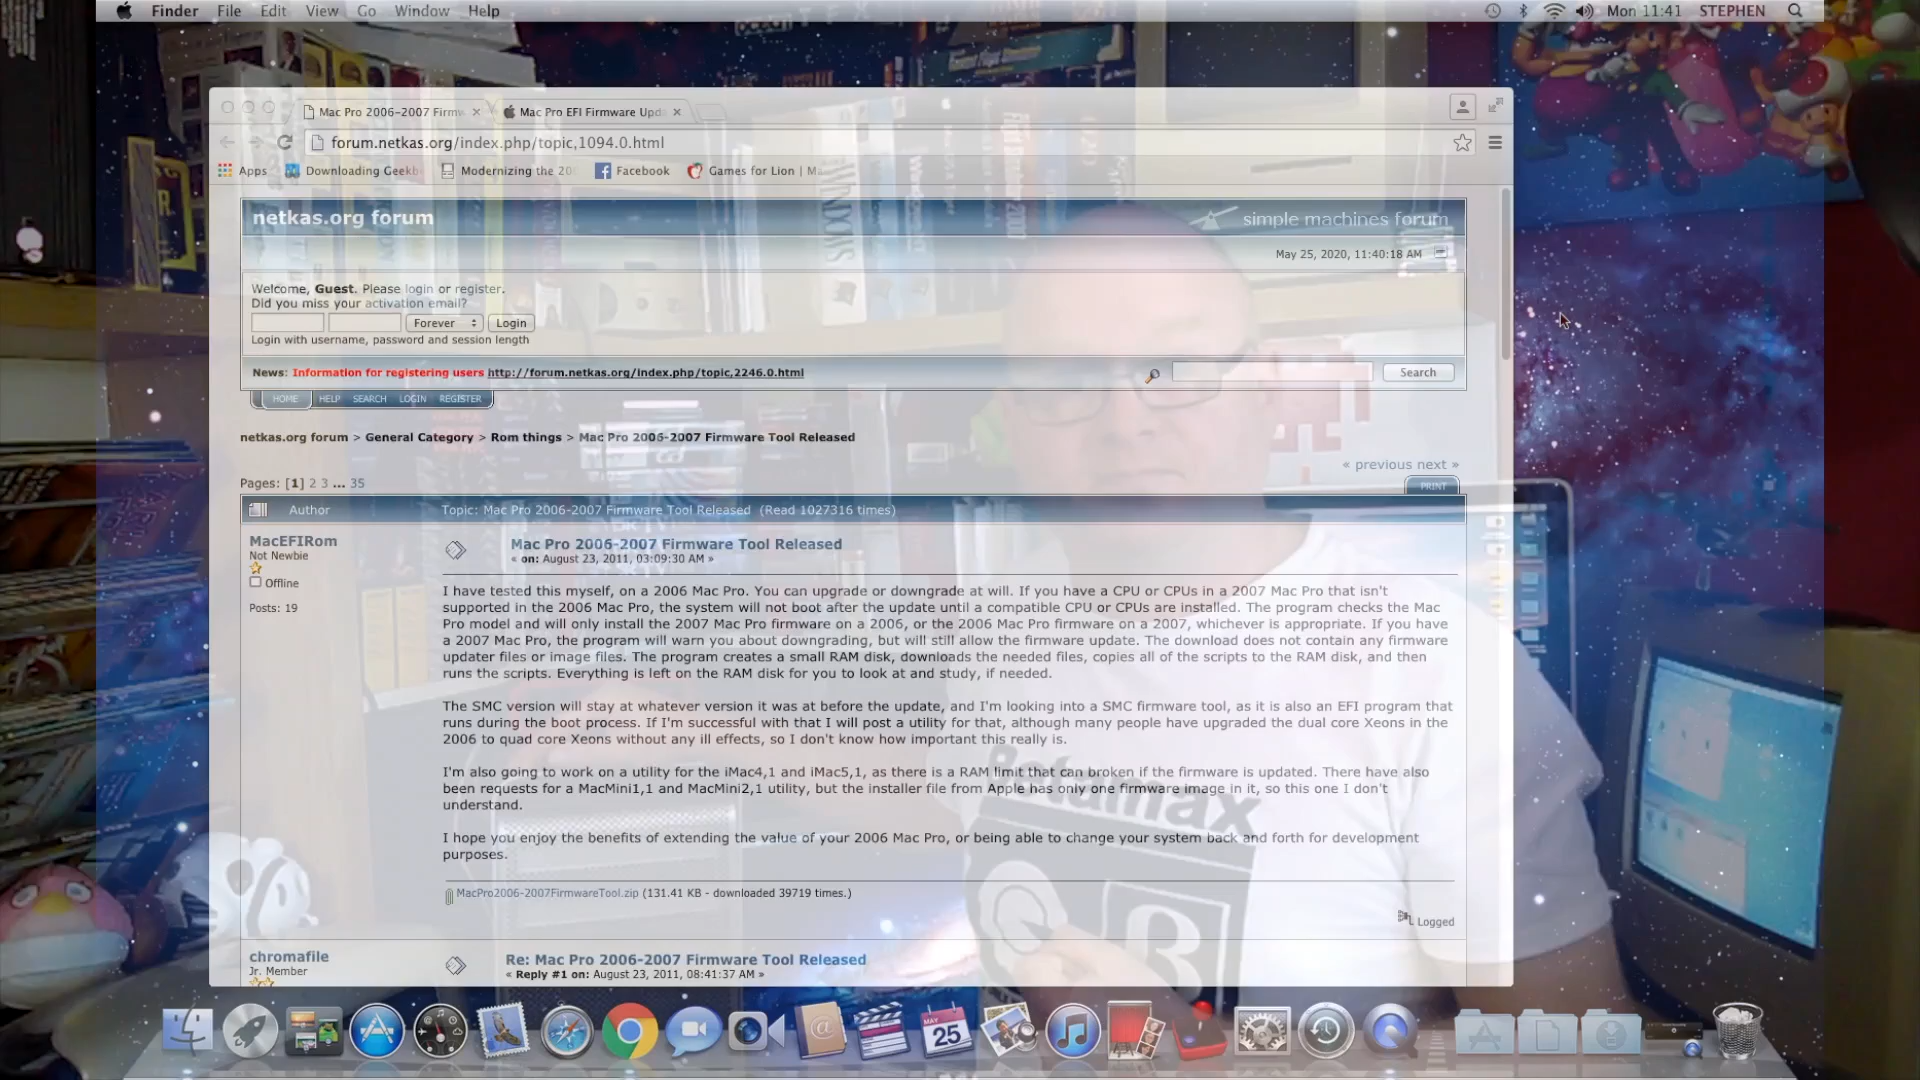 Finder File Edit View Go Window Help
Mon 11:41 STEPHEN
Mac Pro 2006-2007 Firmw
Mac Pro EFI Firmware Upd
forum.netkas.org/index.php/topic,1094.0.html
Apps Downloading Geekb Modernizing the 20 Facebook Games for Lion | Ma
netkas.org forum
simple machines forum
May 25, 2020, 11:40:18 AM
Welcome, Guest. Please login or register.
Did you miss your activation email?
Forever Login
Login with username, password and session length
News: Information for registering users http://forum.netkas.org/index.php/topic,2246.0.html
Search
HOME HELP SEARCH LOGIN REGISTER
netkas.org forum > General Category > Rom things > Mac Pro 2006-2007 Firmware Tool Released
« previous next »
Pages: [1] 2 3 ... 35
PRINT
Author Topic: Mac Pro 2006-2007 Firmware Tool Released (Read 1027316 times)
MacEFIRom
Not Newbie
Offline
Posts: 19
Mac Pro 2006-2007 Firmware Tool Released
« on: August 23, 2011, 03:09:30 AM »
I have tested this myself, on a 2006 Mac Pro. You can upgrade or downgrade at will. If you have a CPU or CPUs in a 2007 Mac Pro that isn't
supported in the 2006 Mac Pro, the system will not boot after the update until a compatible CPU or CPUs are installed. The program checks the Mac
Pro model and will only install the 2007 Mac Pro firmware on a 2006, or the 2006 Mac Pro firmware on a 2007, whichever is appropriate. If you have
a 2007 Mac Pro, the program will warn you about downgrading, but will still allow the firmware update. The download does not contain any firmware
updater files or image files. The program creates a small RAM disk, downloads the needed files, copies all of the scripts to the RAM disk, and then
runs the scripts. Everything is left on the RAM disk for you to look at and study, if needed.
The SMC version will stay at whatever version it was at before the update, and I'm looking into a SMC firmware tool, as it is also an EFI program that
runs during the boot process. If I'm successful with that I will post a utility for that, although many people have upgraded the dual core Xeons in the
2006 to quad core Xeons without any ill effects, so I don't know how important this really is.
I'm also going to work on a utility for the iMac4,1 and iMac5,1, as there is a RAM limit that can broken if the firmware is updated. There have also
been requests for a MacMini1,1 and MacMini2,1 utility, but the installer file from Apple has only one firmware image in it, so this one I don't
understand.
I hope you enjoy the benefits of extending the value of your 2006 Mac Pro, or being able to change your system back and forth for development
purposes.
MacPro2006-2007FirmwareTool.zip (131.41 KB - downloaded 39719 times.)
Logged
chromafile
Jr. Member
Re: Mac Pro 2006-2007 Firmware Tool Released
« Reply #1 on: August 23, 2011, 08:41:37 AM »
Betamax
MAY
25